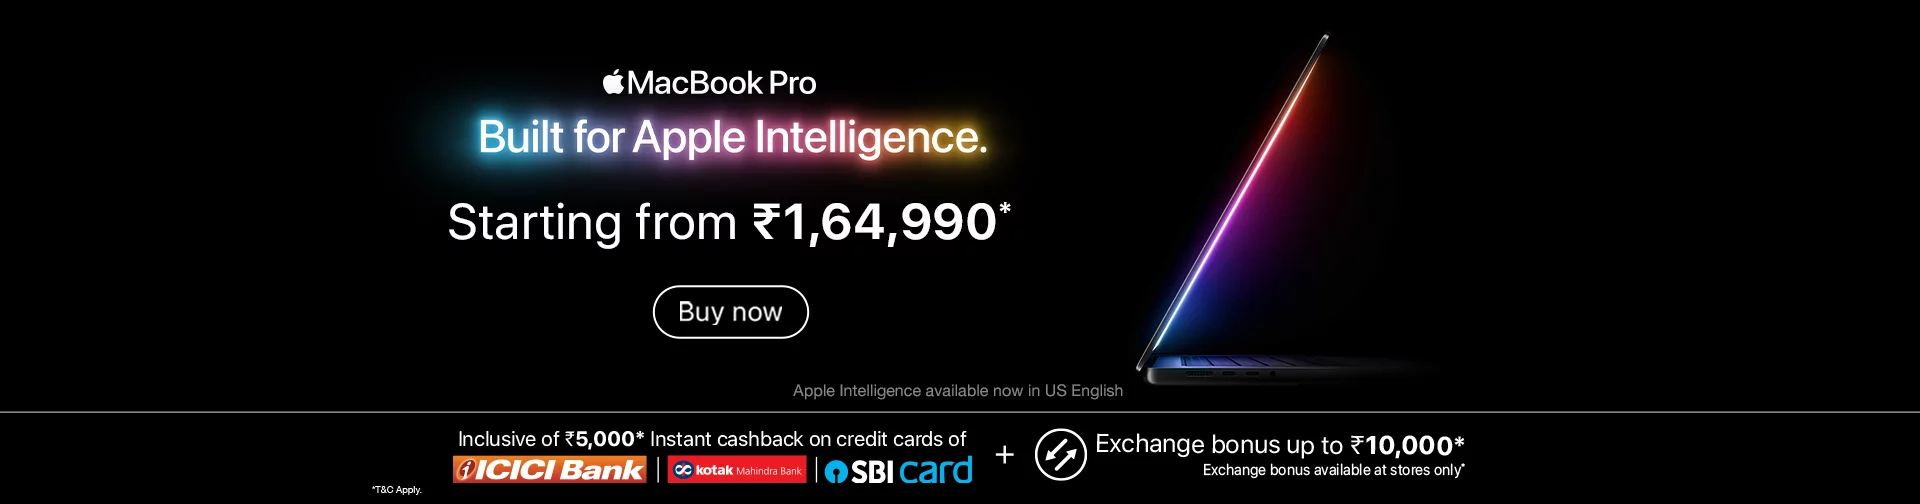 MacBook Pro
Built for Apple Intelligence.
Starting from ₹1,64,990*
Buy now
Apple Intelligence available now in US English
Inclusive of ₹5,000* Instant cashback on credit cards of
ICICI Bank | kotak Mahindra Bank | SBI card
+
Exchange bonus up to ₹10,000*
Exchange bonus available at stores only*
*T&C Apply.